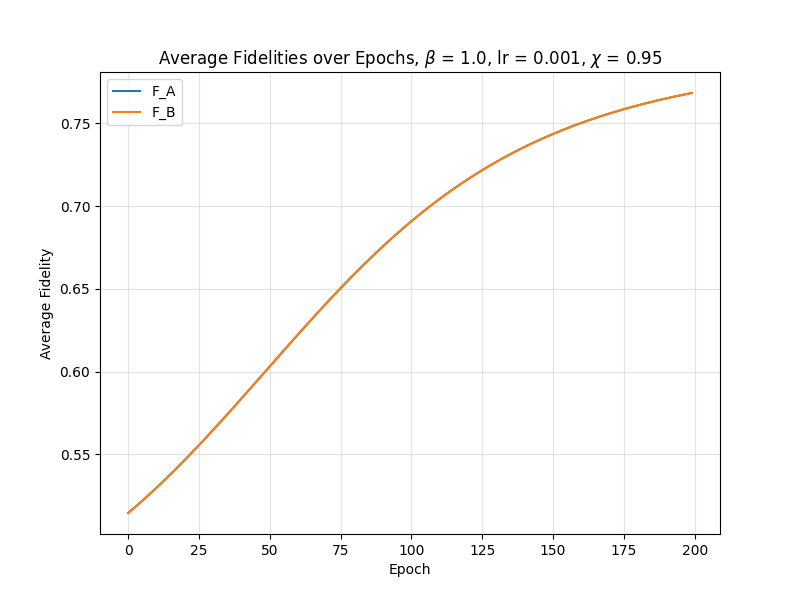 Average Fidelities over Epochs, β = 1.0, lr = 0.001, χ = 0.95
F_A
F_B
0.75
0.70
0.65
0.60
0.55
Average Fidelity
0 25 50 75 100 125 150 175 200
Epoch